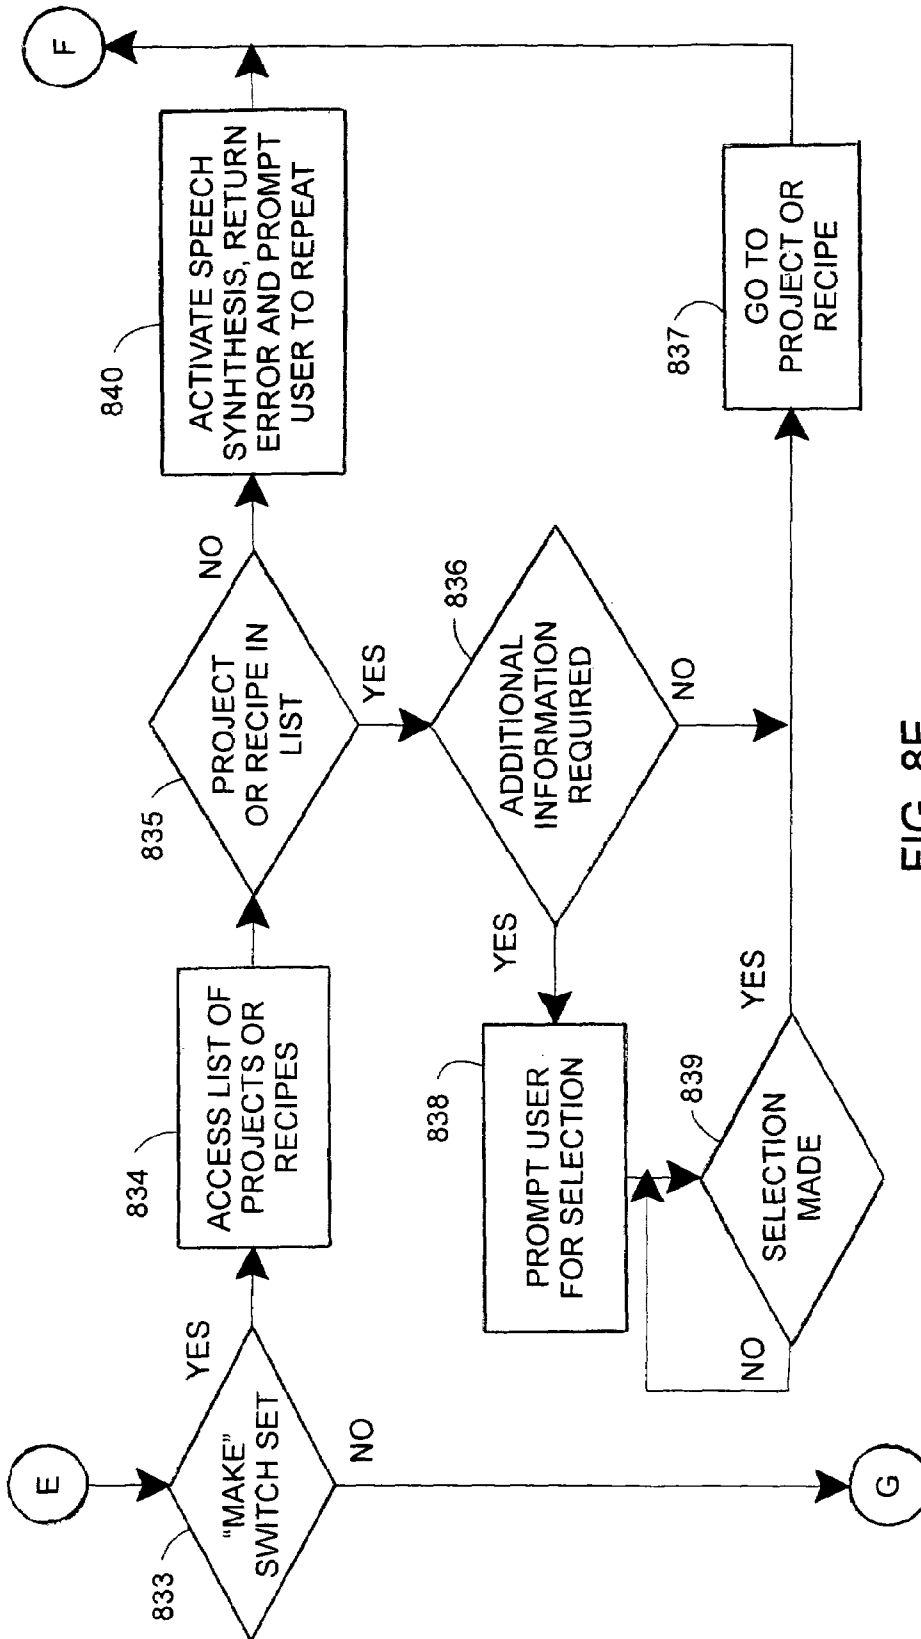 E
"MAKE"
SWITCH SET
833
YES
NO
G
ACCESS LIST OF
PROJECTS OR
RECIPES
834
PROJECT
OR RECIPE IN
LIST
835
NO
YES
ACTIVATE SPEECH
SYNHTHESIS, RETURN
ERROR AND PROMPT
USER TO REPEAT
840
F
ADDITIONAL
INFORMATION
REQUIRED
836
YES
NO
PROMPT USER
FOR SELECTION
838
SELECTION
MADE
839
NO
YES
GO TO
PROJECT OR
RECIPE
837
FIG.